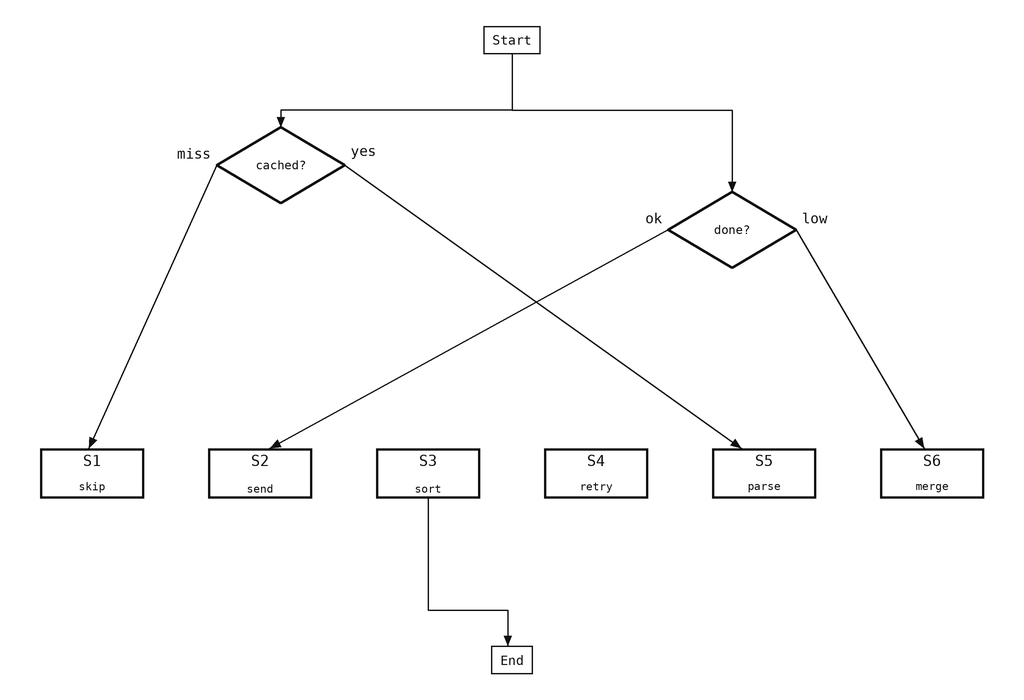 Start
miss
cached?
yes
ok
done?
low
S1
skip
S2
send
S3
sort
S4
retry
S5
parse
S6
merge
End